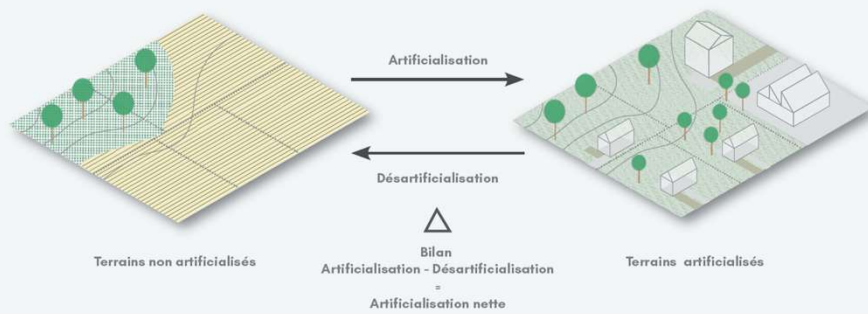 Artificialisation
Désartificialisation
Terrains non artificialisés
Bilan
Artificialisation - Désartificialisation
=
Artificialisation nette
Terrains artificialisés